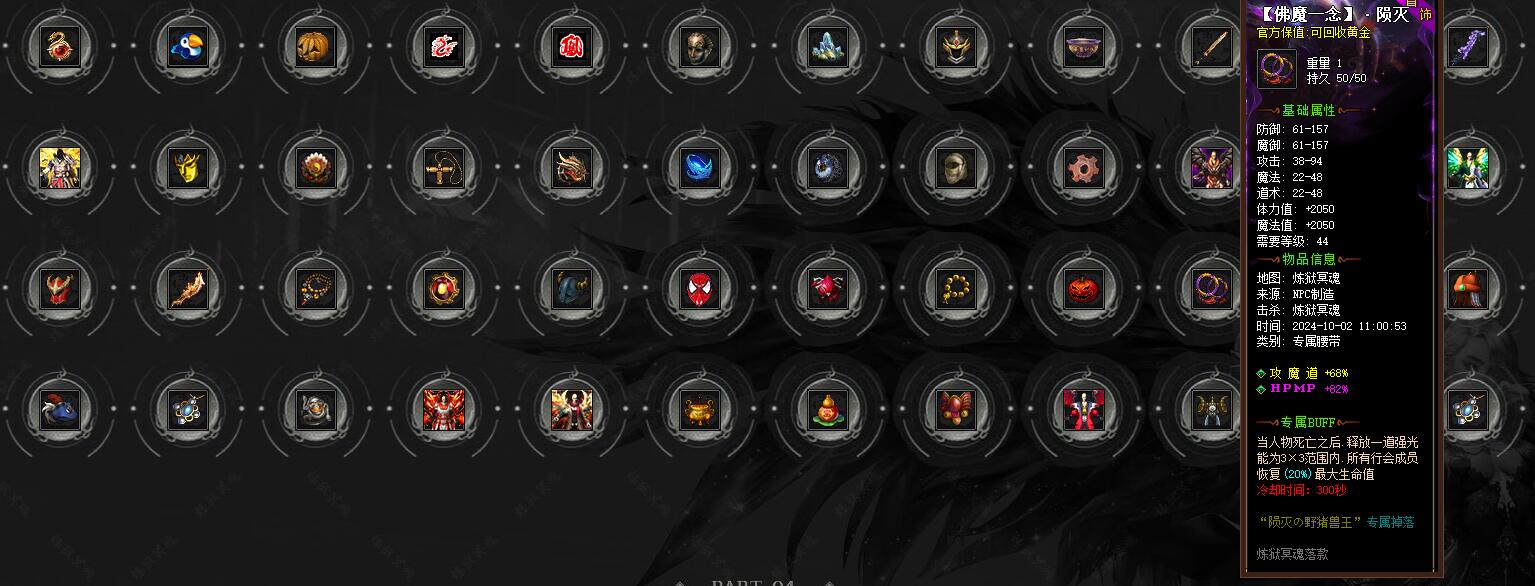 【佛魔一念】·陨灭
首饰
官方保值:可回收黄金
重量 1
持久 50/50
基础属性
防御: 61-157
魔御: 61-157
攻击: 38-94
魔法: 22-48
道术: 22-48
体力值: +2050
魔法值: +2050
需要等级: 44
物品信息
地图: 炼狱冥魂
来源: NPC制造
击杀: 炼狱冥魂
时间: 2024-10-02 11:00:53
类别: 专属腰带
攻 魔 道 +68%
HPMP +82%
专属BUFF
当人物死亡之后.释放一道强光
能为3×3范围内.所有行会成员
恢复(20%)最大生命值
冷却时间: 300秒
“陨灭の野猪兽王”专属掉落
炼狱冥魂落款
PART 04